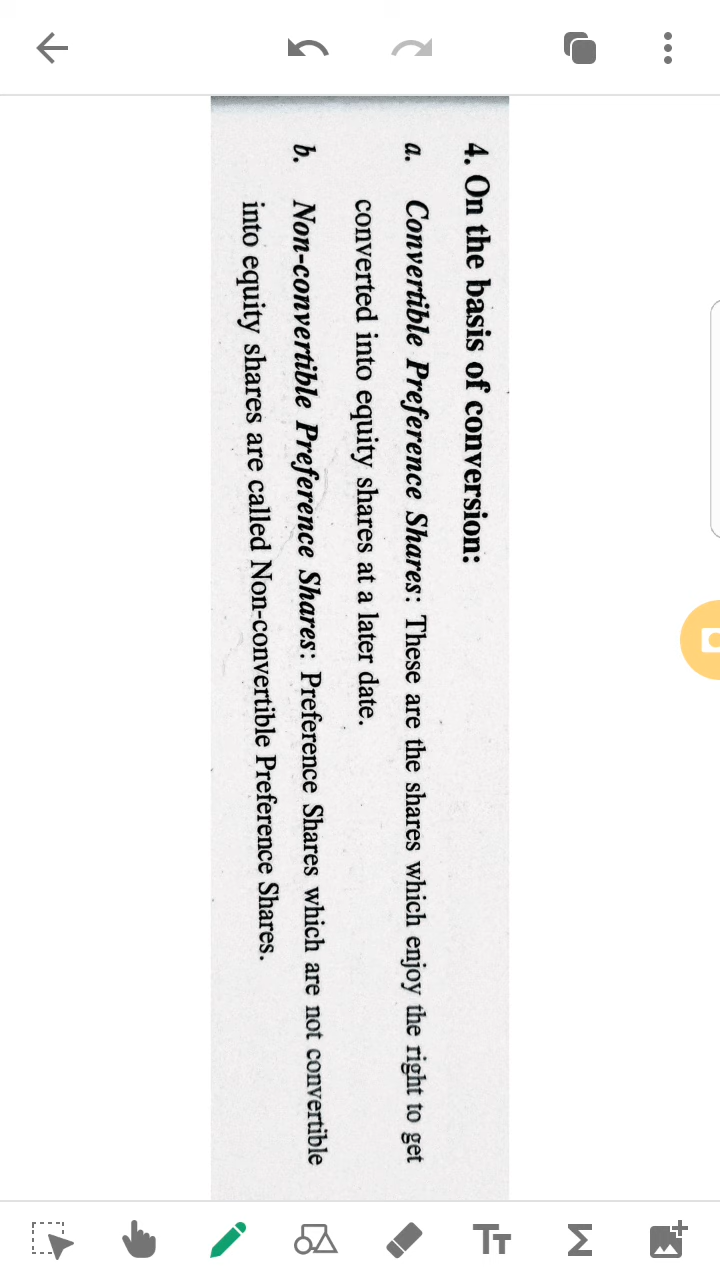 4. On the basis of conversion:
a. Convertible Preference Shares: These are the shares which enjoy the right to get
converted into equity shares at a later date.
b. Non-convertible Preference Shares: Preference Shares which are not convertible
into equity shares are called Non-convertible Preference Shares.
TT
Σ